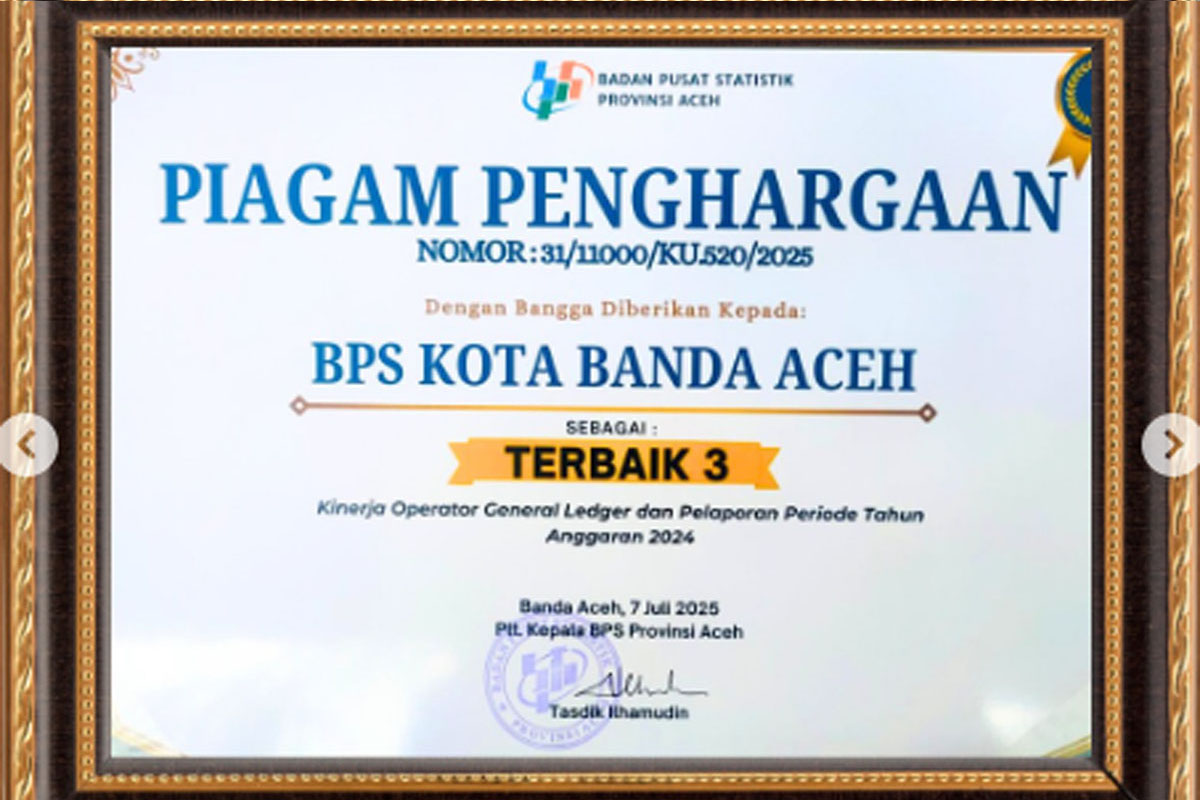 BADAN PUSAT STATISTIK
PROVINSI ACEH
PIAGAM PENGHARGAAN
NOMOR : 31/11000/KU.520/2025
Dengan Bangga Diberikan Kepada:
BPS KOTA BANDA ACEH
SEBAGAI :
TERBAIK 3
Kinerja Operator General Ledger dan Pelaporan Periode Tahun
Anggaran 2024
Banda Aceh, 7 Juli 2025
Plt. Kepala BPS Provinsi Aceh
Tasdik Ilhamudin